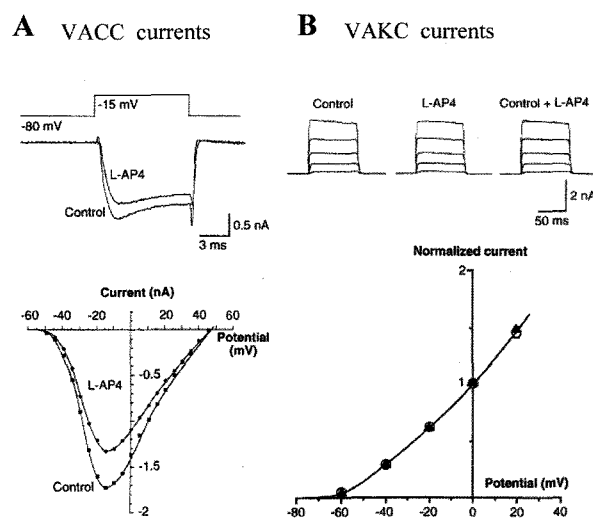 A VACC currents
-15 mV
-80 mV
L-AP4
Control
0.5 nA
3 ms
Current (nA)
-60 -40 -20 0 20 40 60
Potential
(mV)
L-AP4
-0.5
-1
-1.5
Control
-2
B VAKC currents
Control L-AP4 Control + L-AP4
2 nA
50 ms
Normalized current
2
1
Potential (mV)
-80 -60 -40 -20 0 20 40